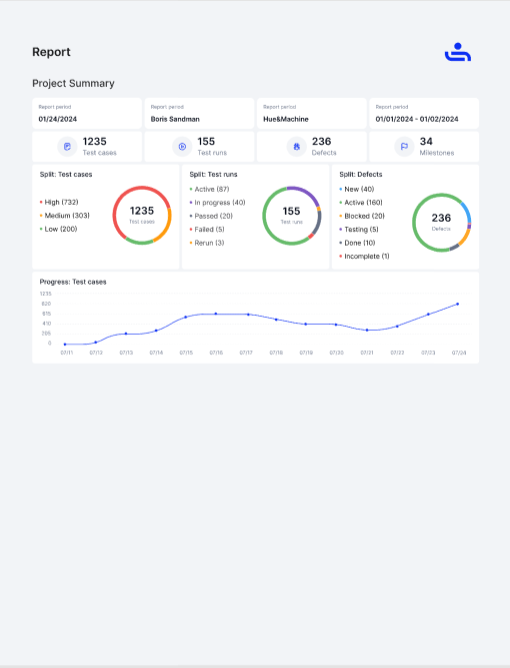 Report
Project Summary
Report period
01/24/2024
Report period
Boris Sandman
Report period
Hue&Machine
Report period
01/01/2024 - 01/02/2024
1235
Test cases
155
Test runs
236
Defects
34
Milestones
Split: Test cases
High (732)
Medium (303)
Low (200)
1235
Test cases
Split: Test runs
Active (87)
In progress (40)
Passed (20)
Failed (5)
Rerun (3)
155
Test runs
Split: Defects
New (40)
Active (160)
Blocked (20)
Testing (5)
Done (10)
Incomplete (1)
236
Defects
Progress: Test cases
1235
820
615
410
205
0
07/11 07/12 07/13 07/14 07/15 07/16 07/17 07/18 07/19 07/20 07/21 07/22 07/23 07/24